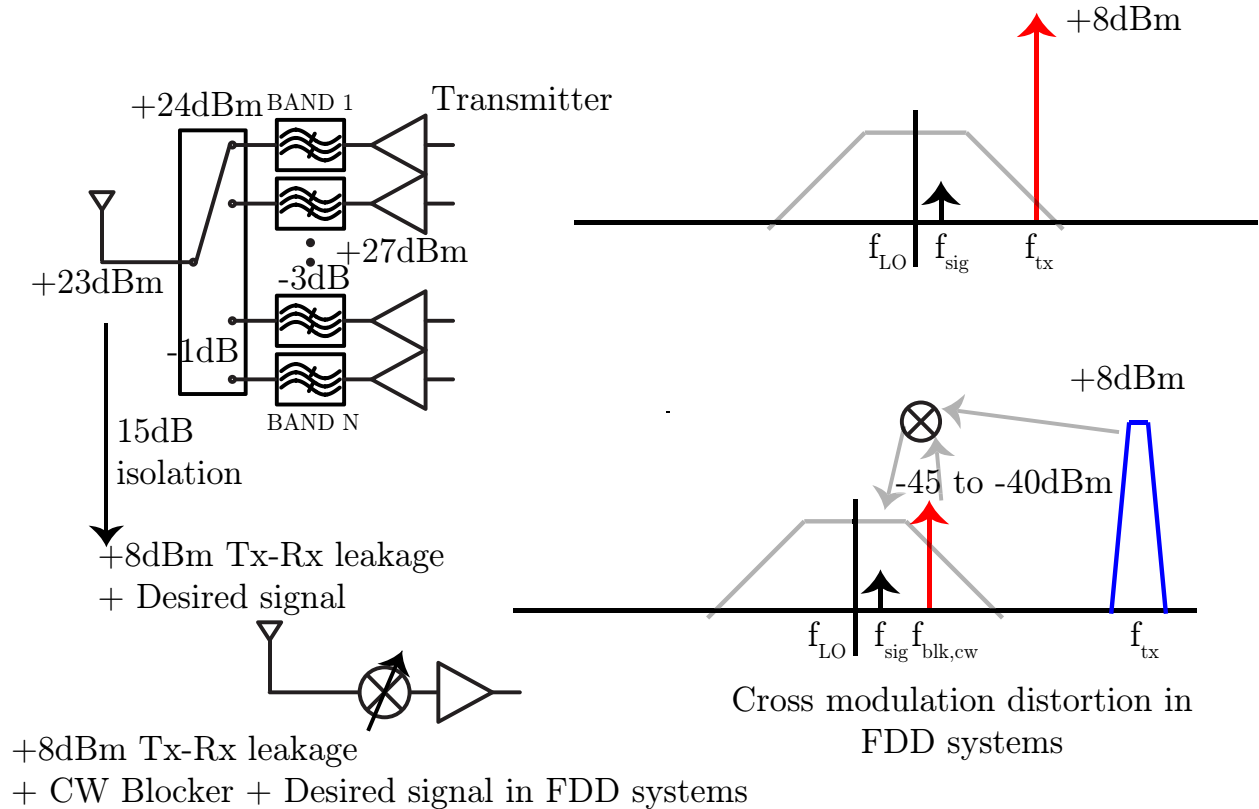 +24dBm
BAND 1
Transmitter
+27dBm
-3dB
+23dBm
-1dB
BAND N
15dB
isolation
+8dBm Tx-Rx leakage
+ Desired signal
+8dBm Tx-Rx leakage
+ CW Blocker + Desired signal in FDD systems
+8dBm
f_LO
f_sig
f_tx
+8dBm
-45 to -40dBm
f_LO
f_sig
f_blk,cw
f_tx
Cross modulation distortion in
FDD systems